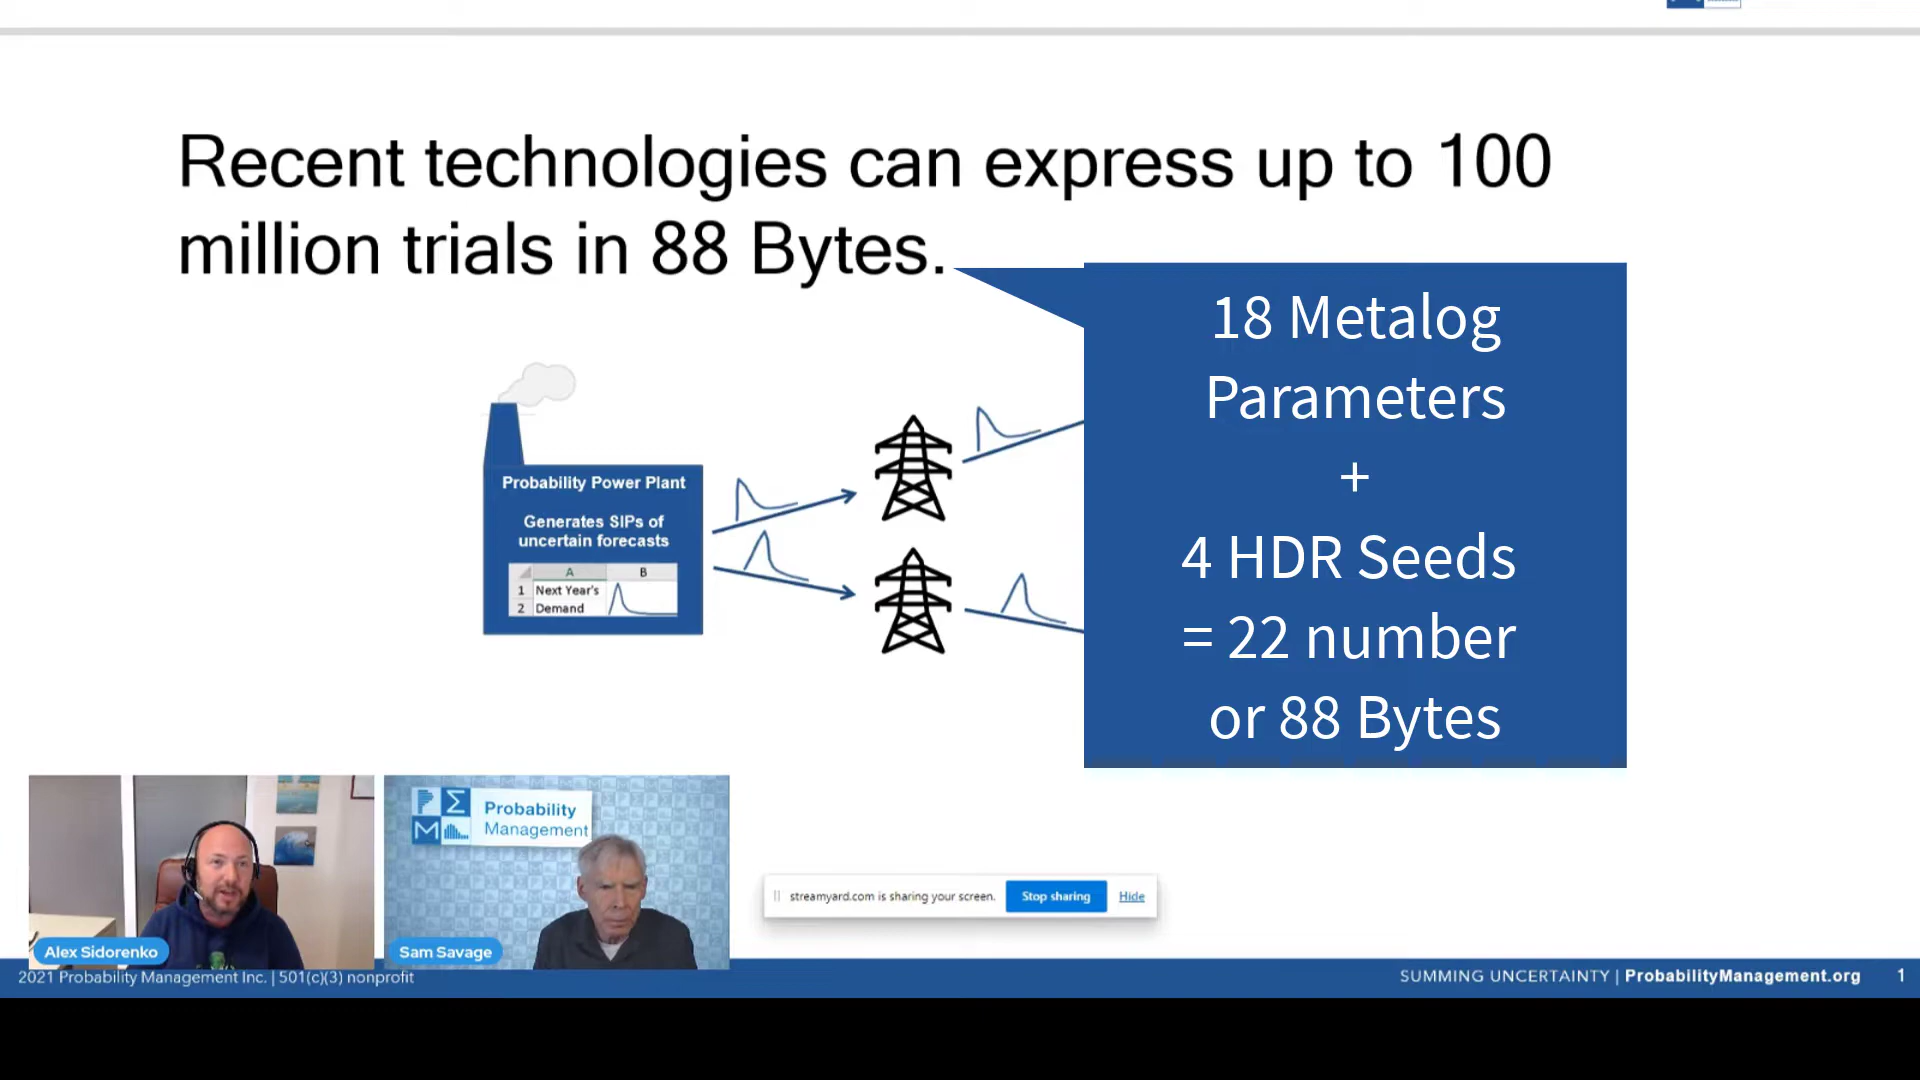 Recent technologies can express up to 100
million trials in 88 Bytes.
18 Metalog
Parameters
+
4 HDR Seeds
= 22 number
or 88 Bytes
Probability Power Plant
Generates SIPs of
uncertain forecasts
A B
1 Next Year's
2 Demand
Probability
Management
Alex Sidorenko
Sam Savage
streamyard.com is sharing your screen. Stop sharing Hide
2021 Probability Management Inc. | 501(c)(3) nonprofit
SUMMING UNCERTAINTY | ProbabilityManagement.org 1